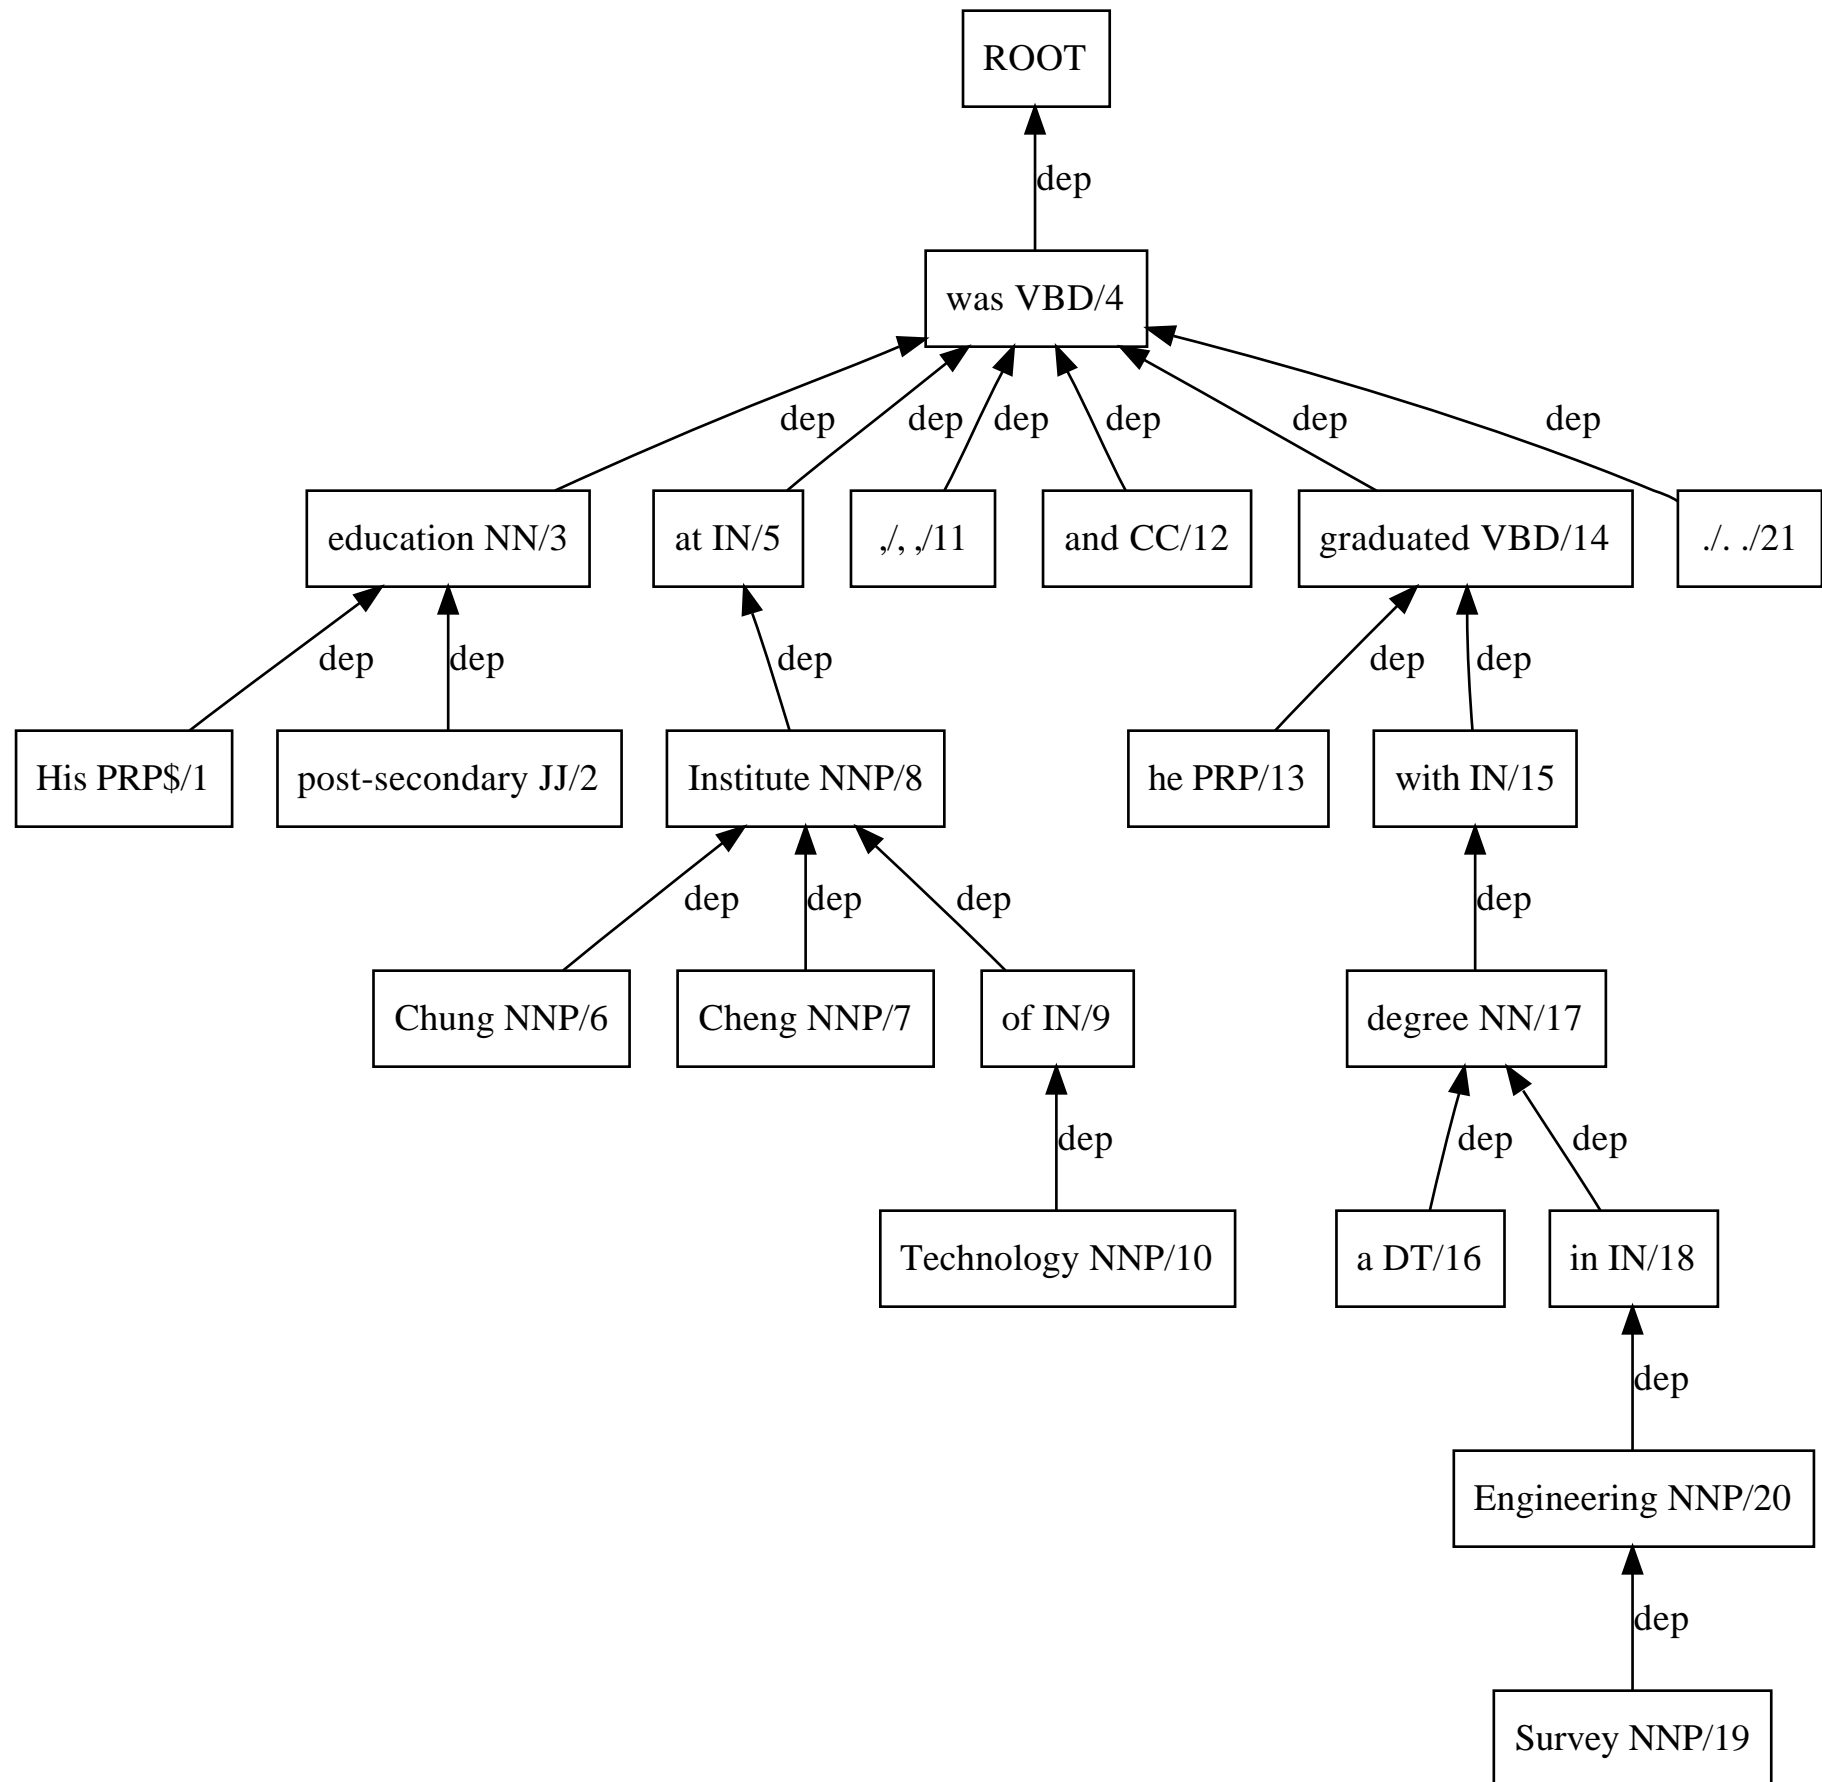 ROOT
dep
was VBD/4
dep dep dep dep dep dep
education NN/3 at IN/5 ,/, ,/11 and CC/12 graduated VBD/14 ./. ./21
dep dep dep dep dep
His PRP$/1 post-secondary JJ/2 Institute NNP/8 he PRP/13 with IN/15
dep dep dep dep
Chung NNP/6 Cheng NNP/7 of IN/9 degree NN/17
dep dep dep
Technology NNP/10 a DT/16 in IN/18
dep
Engineering NNP/20
dep
Survey NNP/19